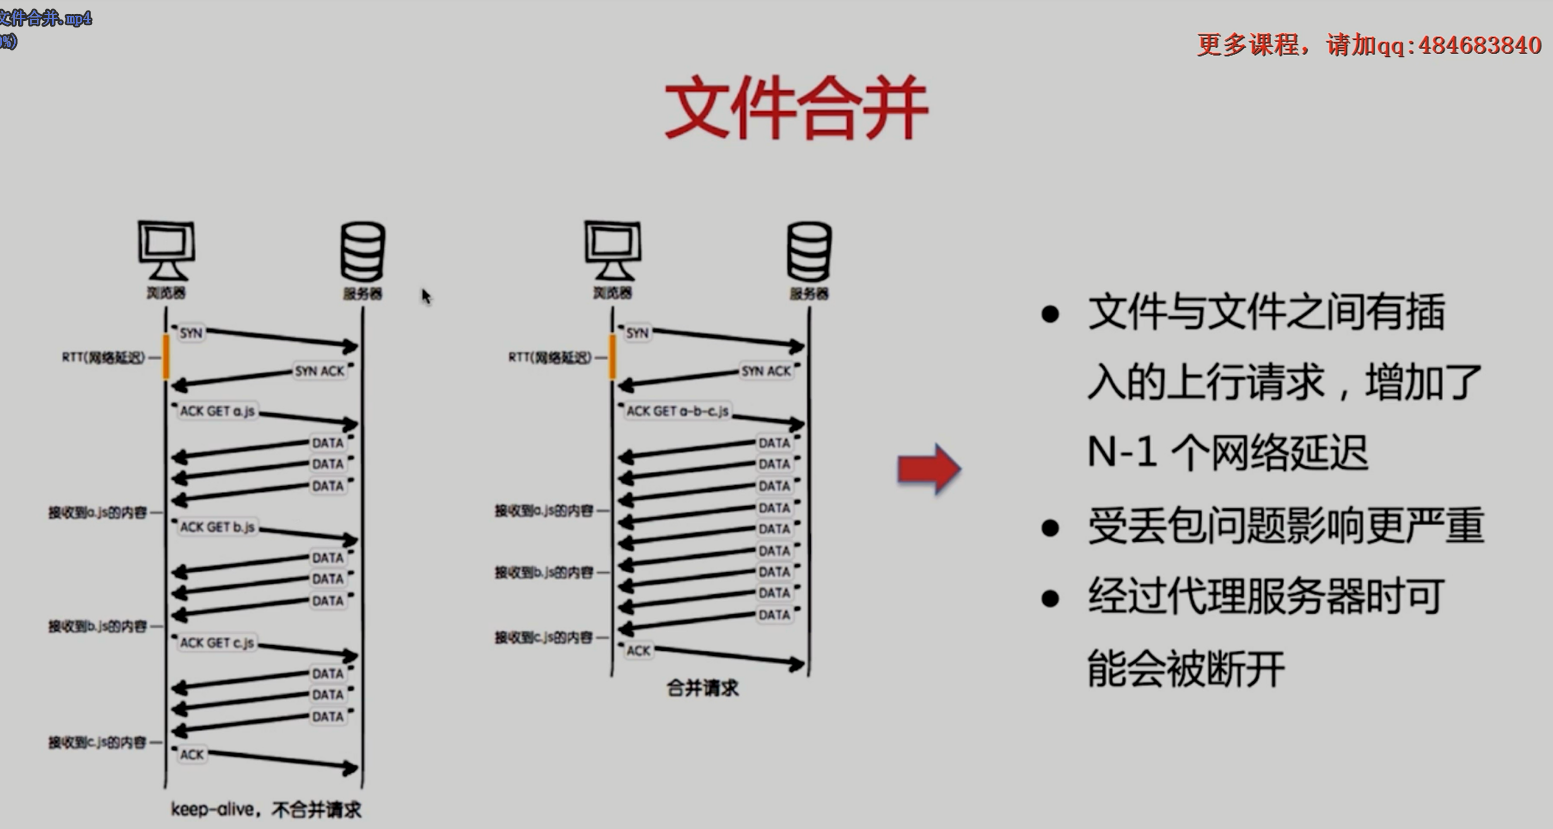 文件合并.mp4
%)
更多课程，请加qq:484683840
文件合并
浏览器
服务器
SYN
RTT(网络延迟)
SYN ACK
ACK GET a.js
DATA
DATA
DATA
接收到a.js的内容
ACK GET b.js
DATA
DATA
DATA
接收到b.js的内容
ACK GET c.js
DATA
DATA
DATA
接收到c.js的内容
ACK
keep-alive，不合并请求
浏览器
服务器
SYN
RTT(网络延迟)
SYN ACK
ACK GET a-b-c.js
DATA
DATA
DATA
DATA
DATA
DATA
DATA
DATA
DATA
接收到a.js的内容
接收到b.js的内容
接收到c.js的内容
ACK
合并请求
● 文件与文件之间有插
入的上行请求，增加了
N-1 个网络延迟
● 受丢包问题影响更严重
● 经过代理服务器时可
能会被断开